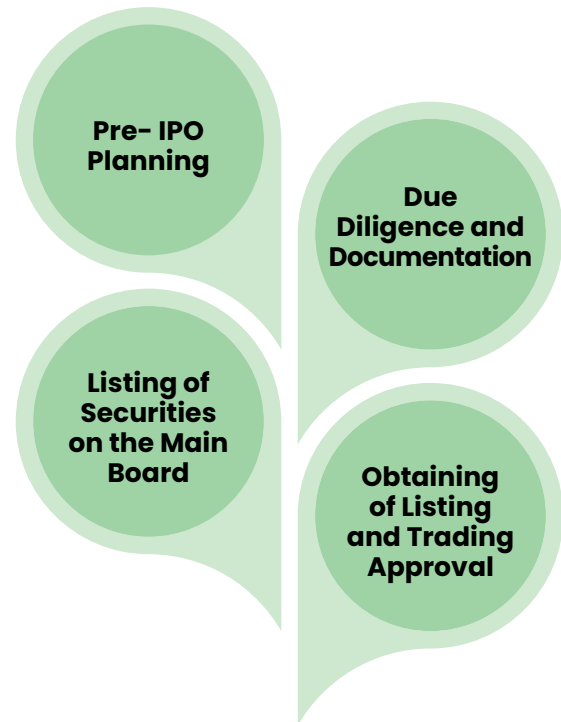 Pre- IPO
Planning
Due
Diligence and
Documentation
Listing of
Securities
on the Main
Board
Obtaining
of Listing
and Trading
Approval